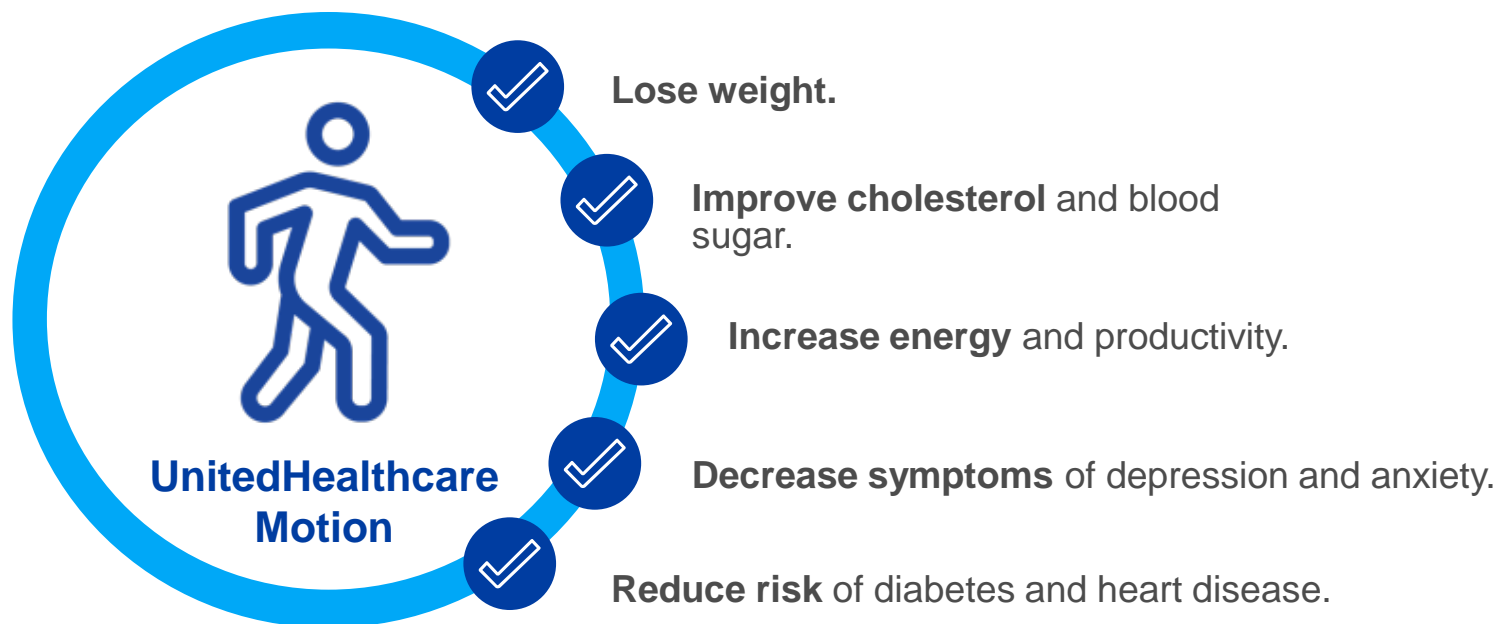 Lose weight.
Improve cholesterol and blood
sugar.
Increase energy and productivity.
UnitedHealthcare
Motion
Decrease symptoms of depression and anxiety.
Reduce risk of diabetes and heart disease.